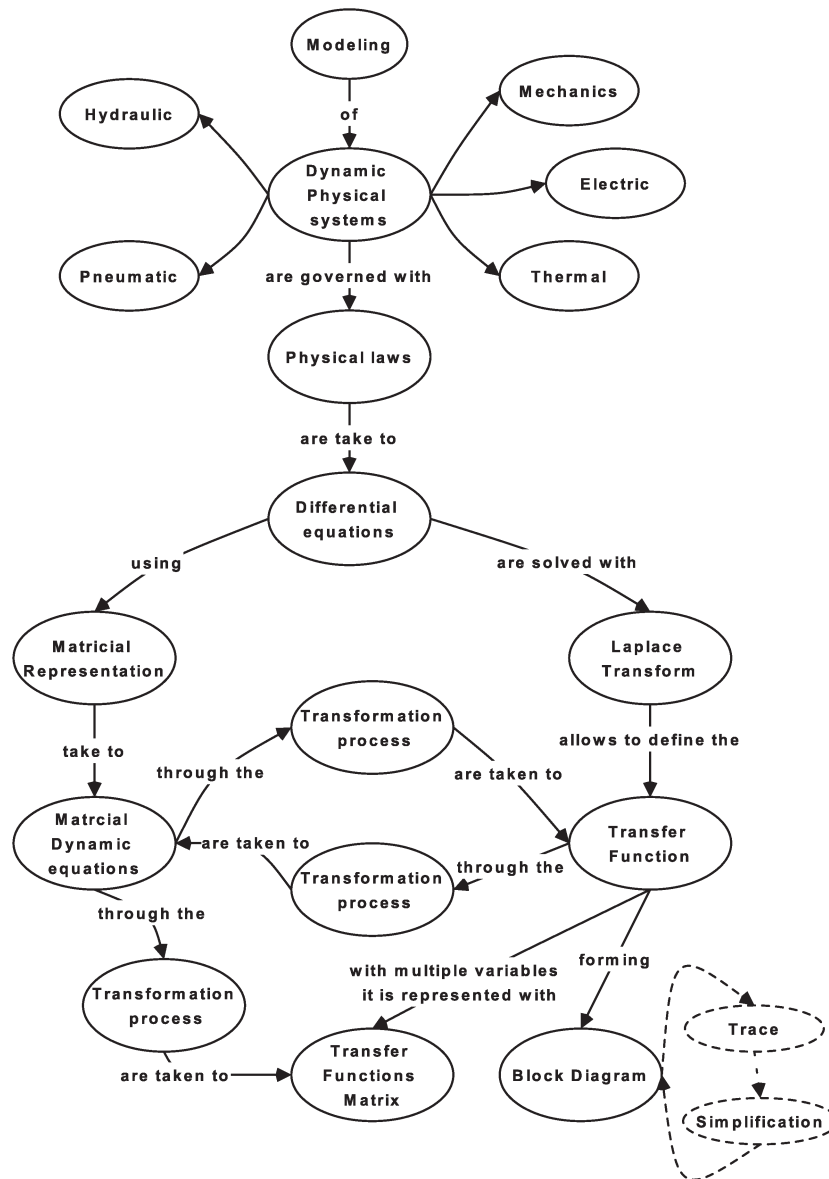 Modeling
of
Hydraulic
Mechanics
Dynamic
Physical
systems
Electric
Pneumatic
Thermal
are governed with
Physical laws
are take to
Differential
equations
using
are solved with
Matricial
Representation
Laplace
Transform
take to
allows to define the
Transformation
process
through the
are taken to
Matrcial
Dynamic
equations
Transfer
Function
are taken to
through the
Transformation
process
through the
Transformation
process
with multiple variables
it is represented with
forming
are taken to
Transfer
Functions
Matrix
Block Diagram
Trace
Simplification